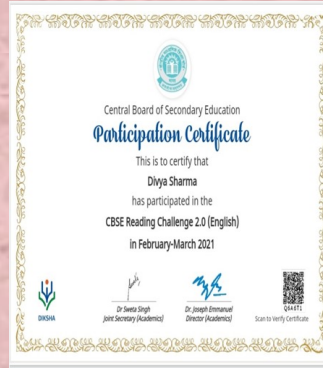 Central Board of Secondary Education
Participation Certificate
This is to certify that
Divya Sharma
has participated in the
CBSE Reading Challenge 2.0 (English)
in February-March 2021
DIKSHA
Dr Sweta Singh
Joint Secretary (Academics)
Dr. Joseph Emmanuel
Director (Academics)
Q6A6T1
Scan to Verify Certificate